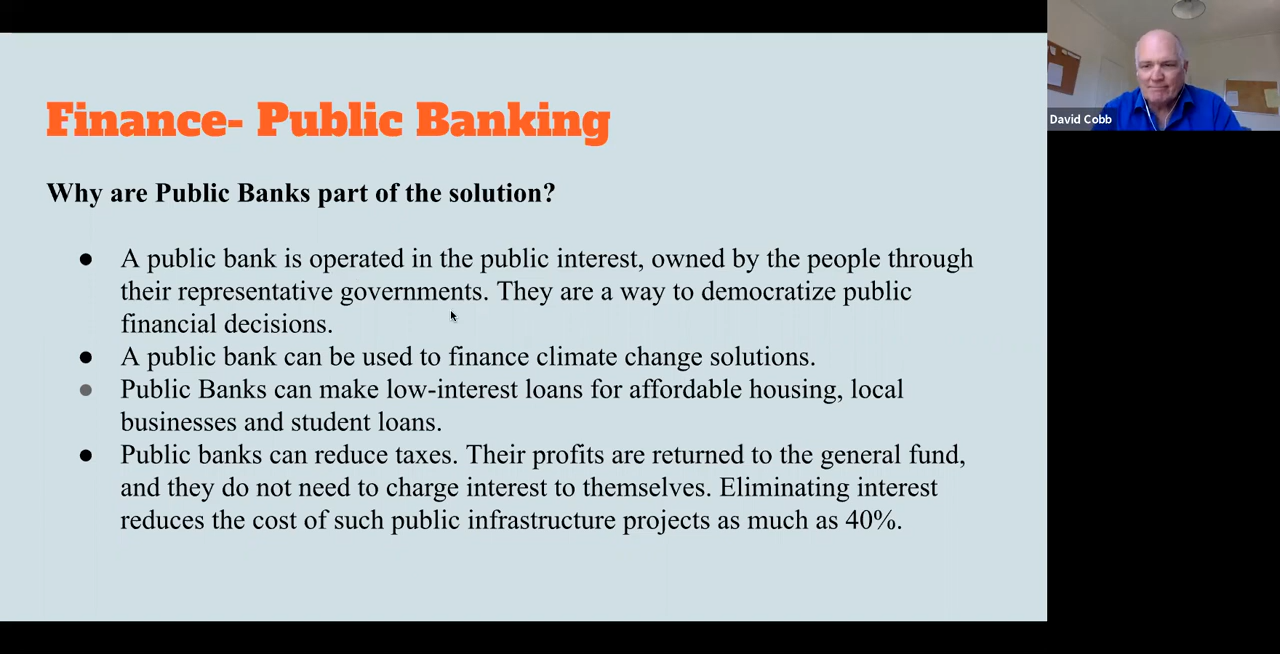 Finance- Public Banking
Why are Public Banks part of the solution?
● A public bank is operated in the public interest, owned by the people through
their representative governments. They are a way to democratize public
financial decisions.
● A public bank can be used to finance climate change solutions.
● Public Banks can make low-interest loans for affordable housing, local
businesses and student loans.
● Public banks can reduce taxes. Their profits are returned to the general fund,
and they do not need to charge interest to themselves. Eliminating interest
reduces the cost of such public infrastructure projects as much as 40%.
David Cobb